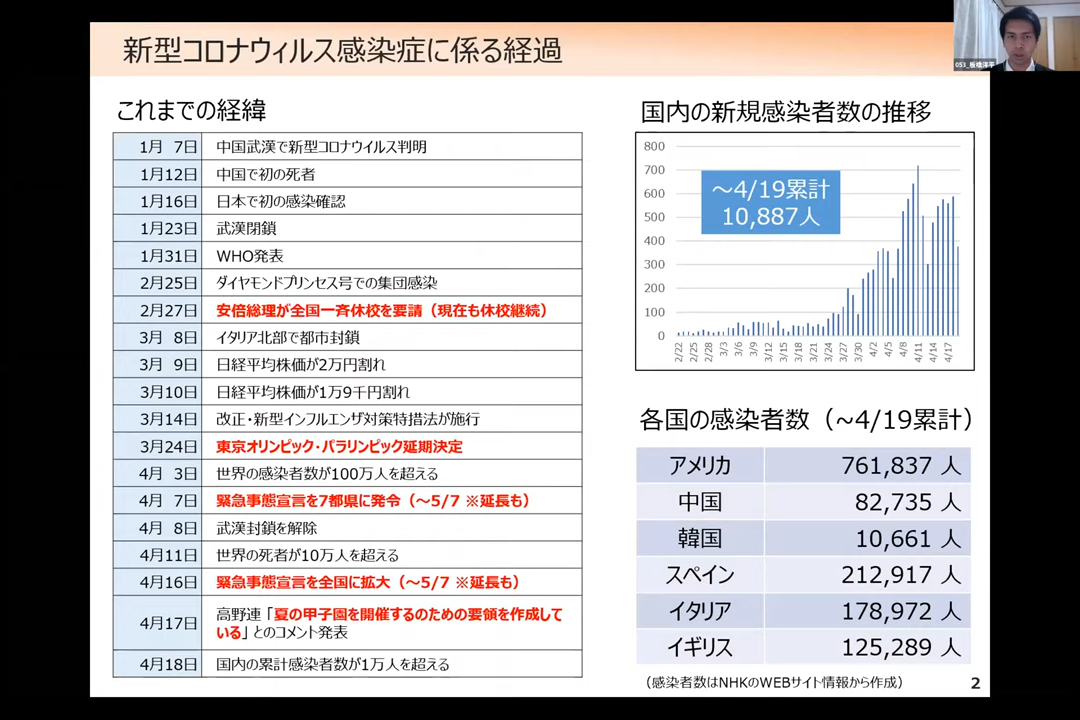 新型コロナウィルス感染症に係る経過
053_板橋洋平
これまでの経緯
1月 7日 中国武漢で新型コロナウイルス判明
1月12日 中国で初の死者
1月16日 日本で初の感染確認
1月23日 武漢閉鎖
1月31日 WHO発表
2月25日 ダイヤモンドプリンセス号での集団感染
2月27日 安倍総理が全国一斉休校を要請（現在も休校継続）
3月 8日 イタリア北部で都市封鎖
3月 9日 日経平均株価が2万円割れ
3月10日 日経平均株価が1万9千円割れ
3月14日 改正・新型インフルエンザ対策特措法が施行
3月24日 東京オリンピック・パラリンピック延期決定
4月 3日 世界の感染者数が100万人を超える
4月 7日 緊急事態宣言を7都県に発令（～5/7 ※延長も）
4月 8日 武漢封鎖を解除
4月11日 世界の死者が10万人を超える
4月16日 緊急事態宣言を全国に拡大（～5/7 ※延長も）
4月17日 高野連「夏の甲子園を開催するのための要領を作成して
いる」とのコメント発表
4月18日 国内の累計感染者数が1万人を超える
国内の新規感染者数の推移
800
700
600
500
400
300
200
100
0
～4/19累計
10,887人
2/22 2/25 2/28 3/3 3/6 3/9 3/12 3/15 3/18 3/21 3/24 3/27 3/30 4/2 4/5 4/8 4/11 4/14 4/17
各国の感染者数（~4/19累計）
アメリカ 761,837 人
中国 82,735 人
韓国 10,661 人
スペイン 212,917 人
イタリア 178,972 人
イギリス 125,289 人
（感染者数はNHKのWEBサイト情報から作成）
2